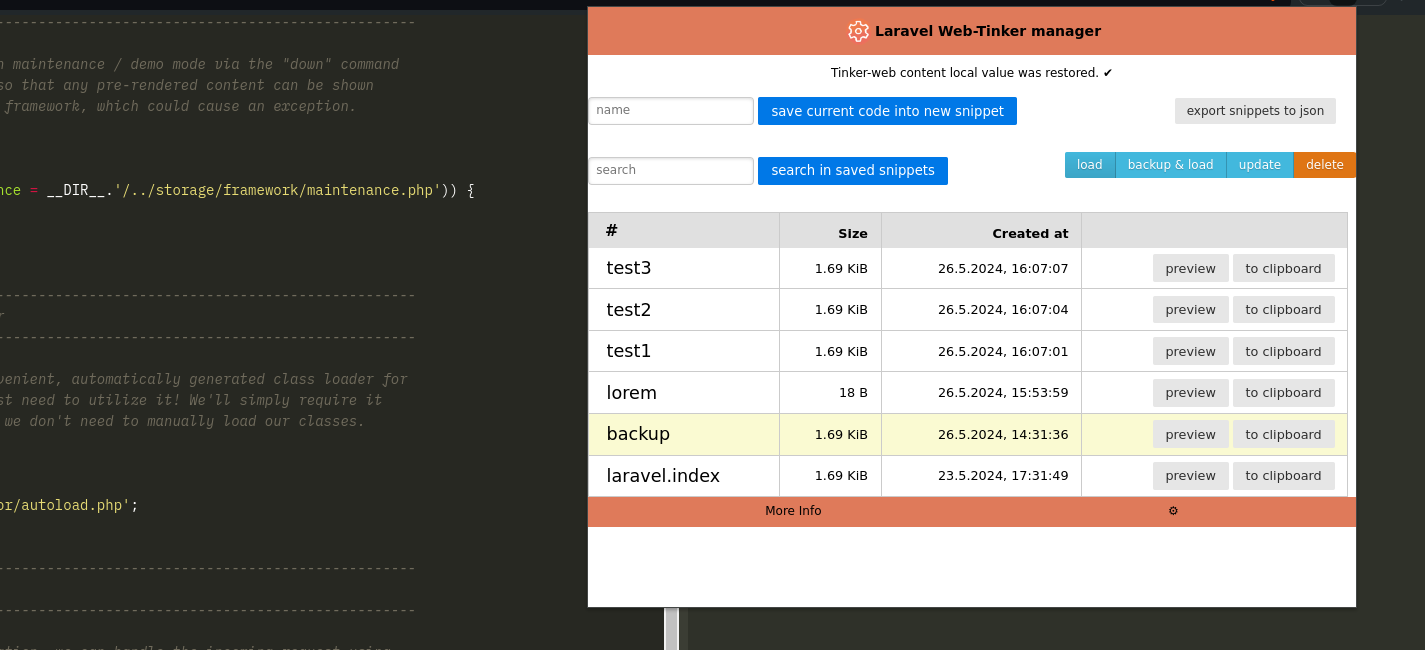 --------------------------------------------------
maintenance / demo mode via the "down" command
so that any pre-rendered content can be shown
framework, which could cause an exception.
= __DIR__.'/../storage/framework/maintenance.php')) {
--------------------------------------------------
--------------------------------------------------
automatically generated class loader for
need to utilize it! We'll simply require it
we don't need to manually load our classes.
/autoload.php';
--------------------------------------------------
--------------------------------------------------
Laravel Web-Tinker manager
Tinker-web content local value was restored. ✔
name
save current code into new snippet
export snippets to json
search
search in saved snippets
load backup & load update delete
# Size Created at
test3 1.69 KiB 26.5.2024, 16:07:07 preview to clipboard
test2 1.69 KiB 26.5.2024, 16:07:04 preview to clipboard
test1 1.69 KiB 26.5.2024, 16:07:01 preview to clipboard
lorem 18 B 26.5.2024, 15:53:59 preview to clipboard
backup 1.69 KiB 26.5.2024, 14:31:36 preview to clipboard
laravel.index 1.69 KiB 23.5.2024, 17:31:49 preview to clipboard
More Info ⚙